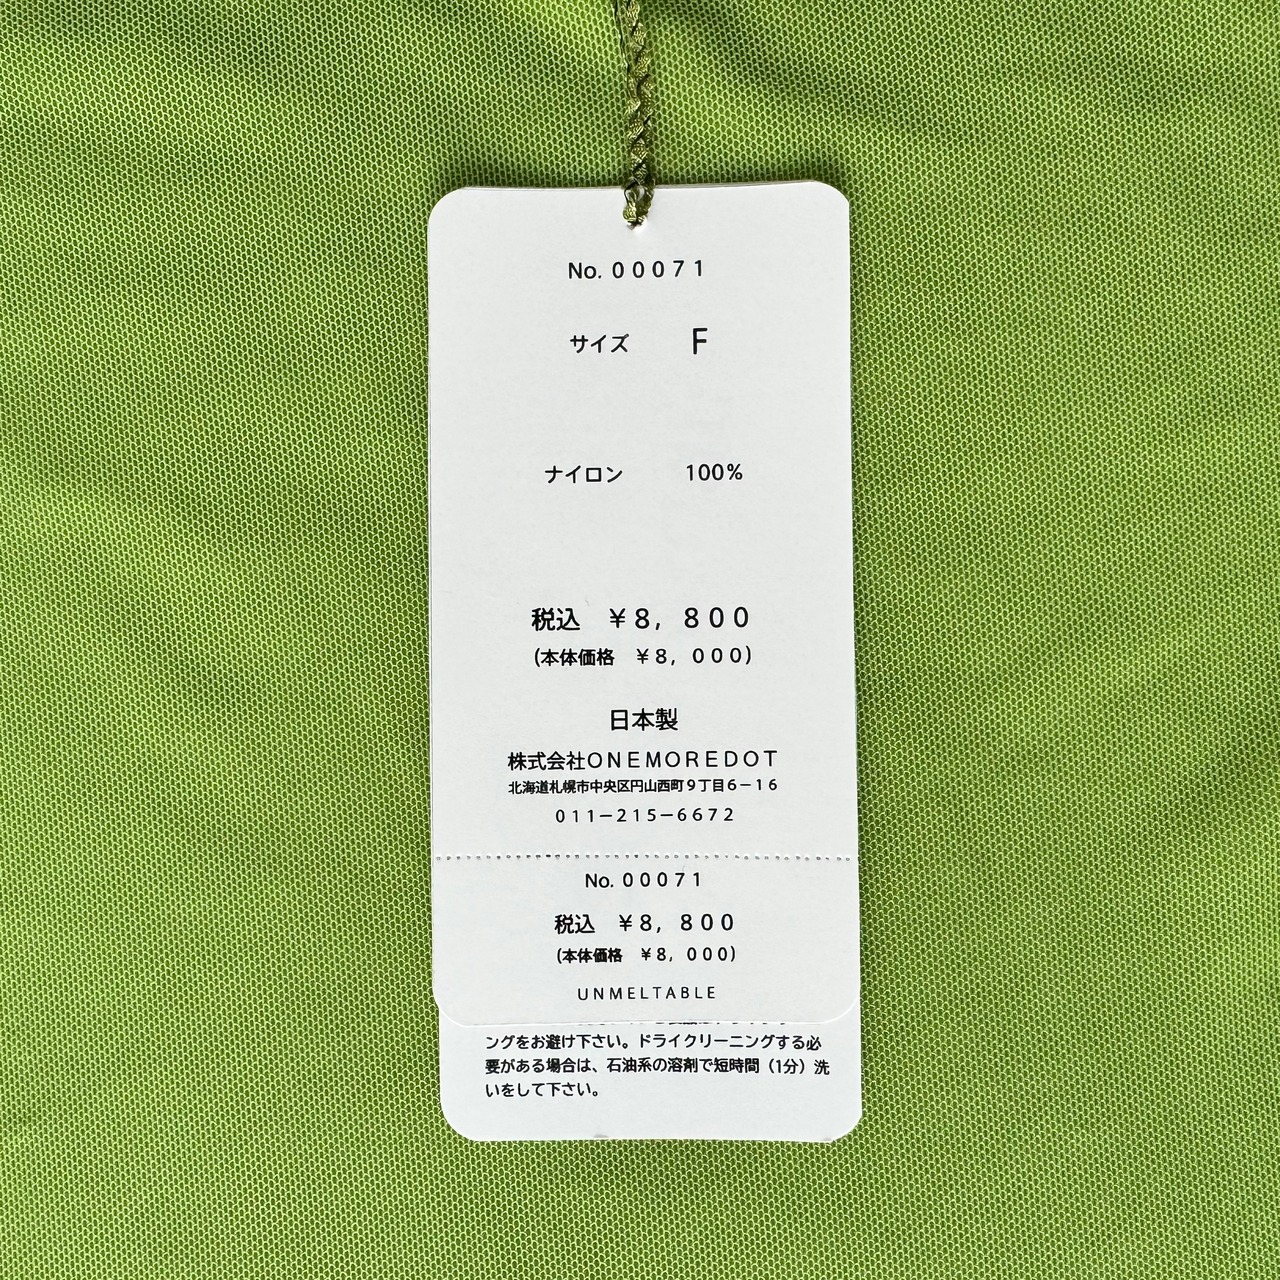 No. 00071
サイズ F
ナイロン 100%
税込 ¥8, 800
(本体価格 ¥8, 000)
日本製
株式会社ONEMOREDOT
北海道札幌市中央区円山西町9丁目6−16
011−215−6672
No. 00071
税込 ¥8, 800
(本体価格 ¥8, 000)
UNMELTABLE
ングをお避け下さい。ドライクリーニングする必
要がある場合は、石油系の溶剤で短時間（1分）洗
いをして下さい。